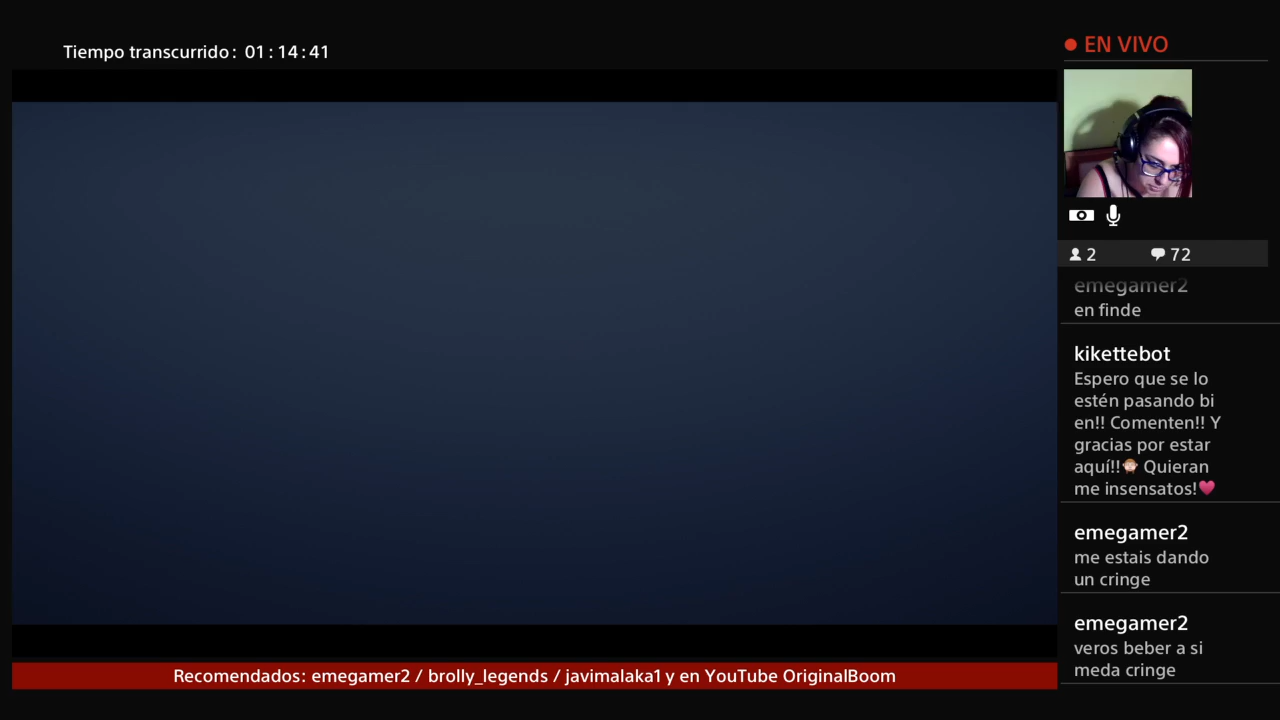 Tiempo transcurrido: 01:14:41
EN VIVO
2 72
emegamer2
en finde
kikettebot
Espero que se lo
estén pasando bi
en!! Comenten!! Y
gracias por estar
aquí!! Quieran
me insensatos!
emegamer2
me estais dando
un cringe
emegamer2
veros beber a si
meda cringe
Recomendados: emegamer2 / brolly_legends / javimalaka1 y en YouTube OriginalBoom